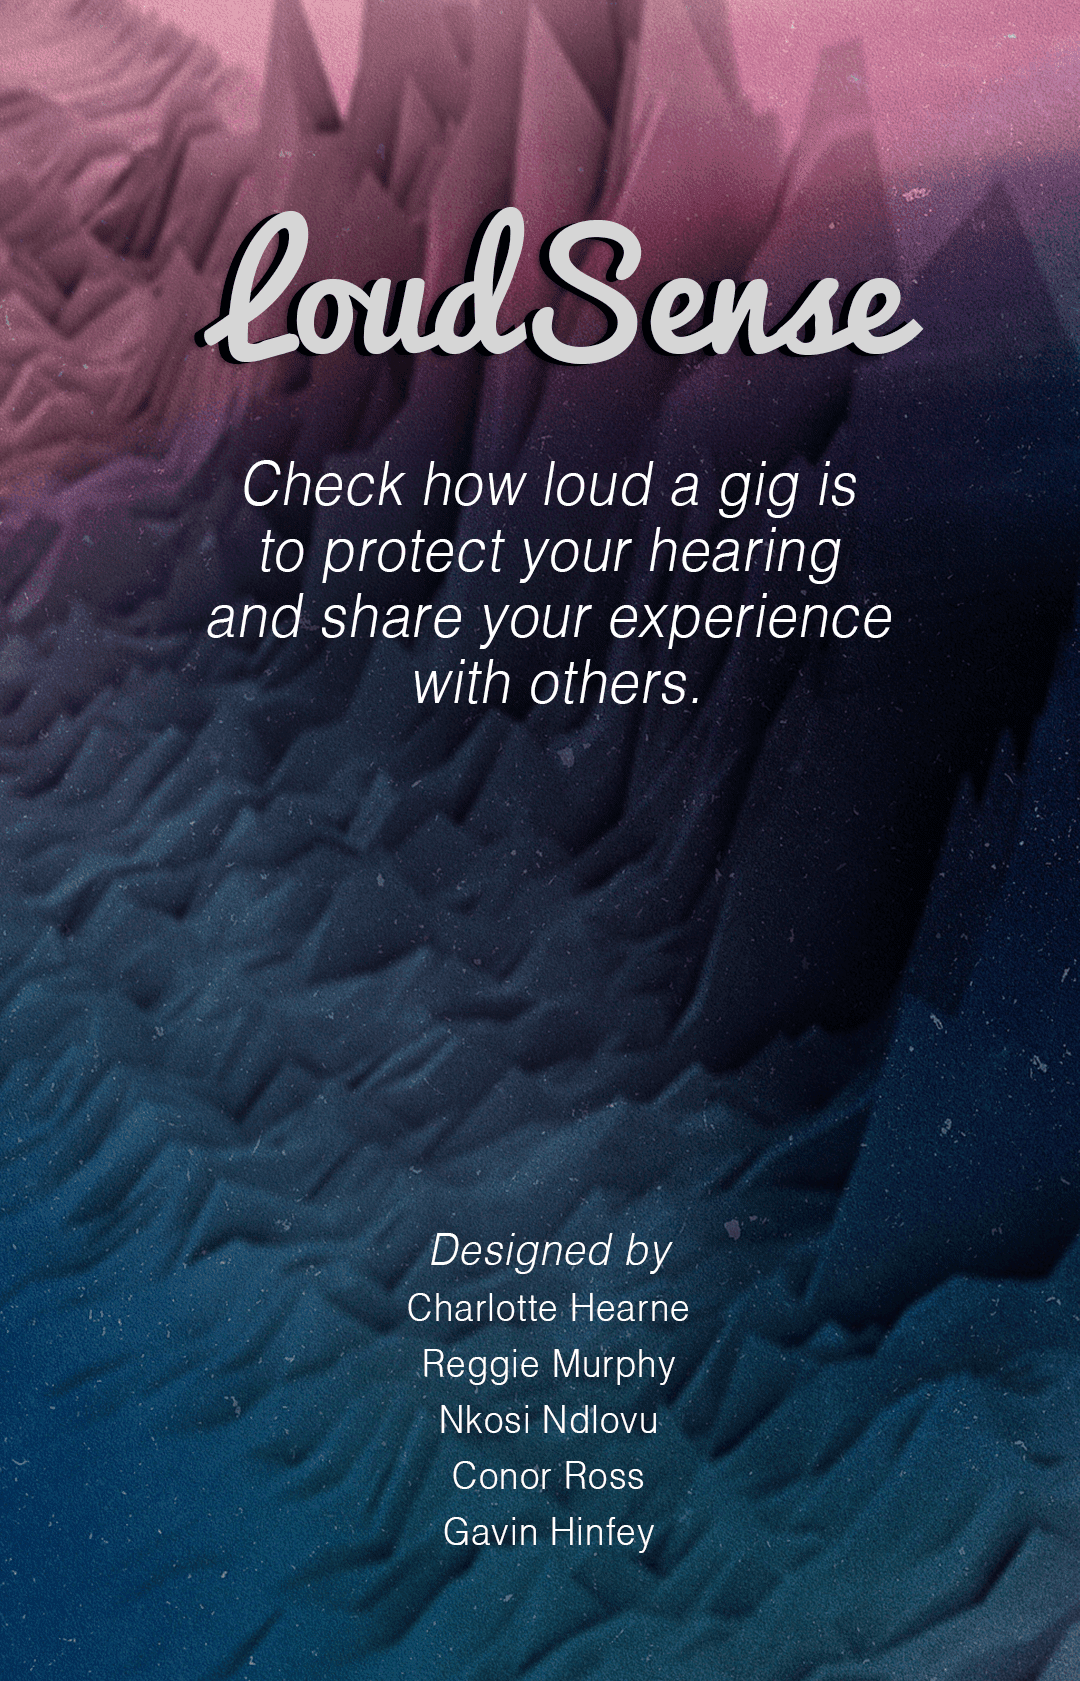 LoudSense
Check how loud a gig is
to protect your hearing
and share your experience
with others.
Designed by
Charlotte Hearne
Reggie Murphy
Nkosi Ndlovu
Conor Ross
Gavin Hinfey